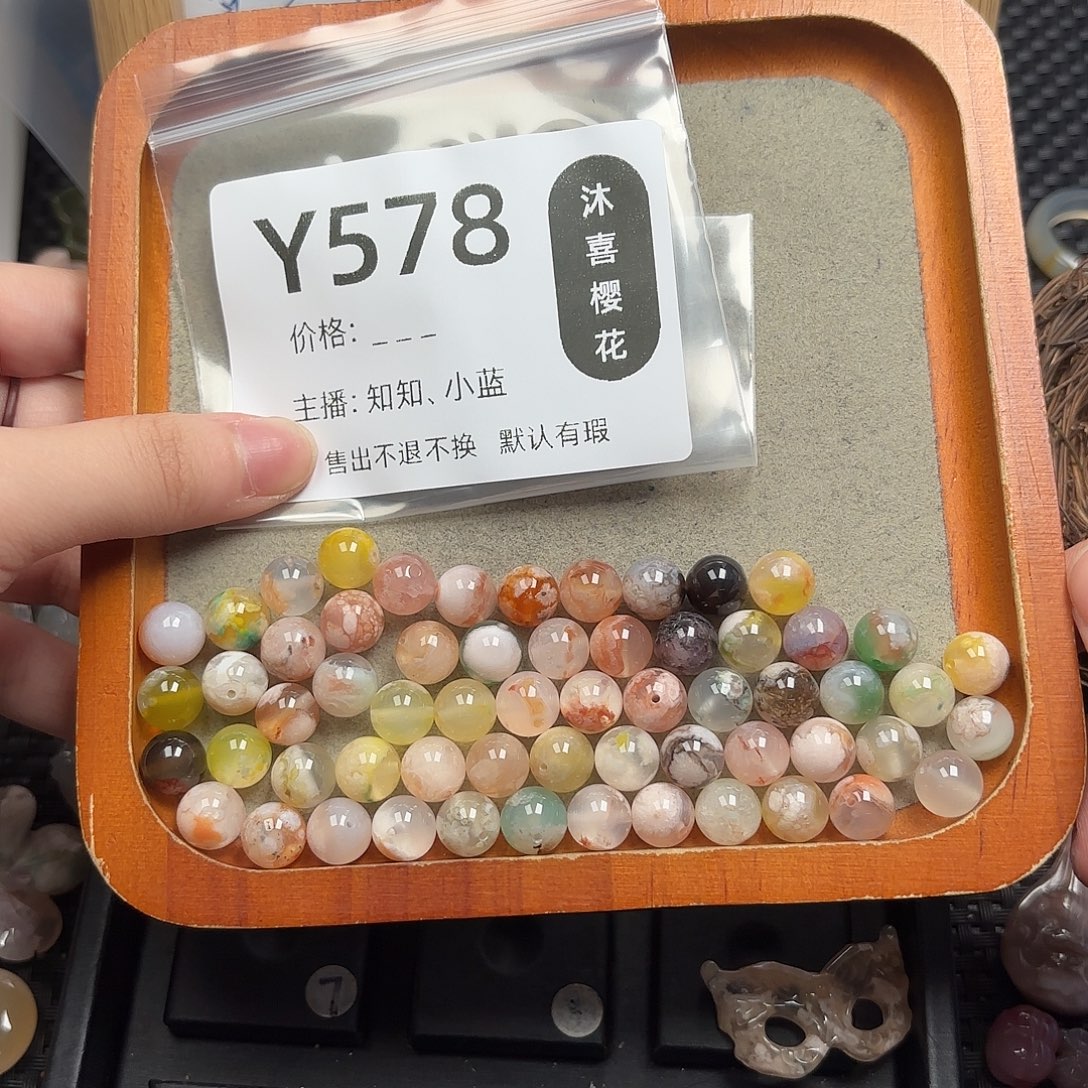 Y578
沐喜樱花
价格: _ _ _
主播: 知知、小蓝
售出不退不换 默认有瑕
7